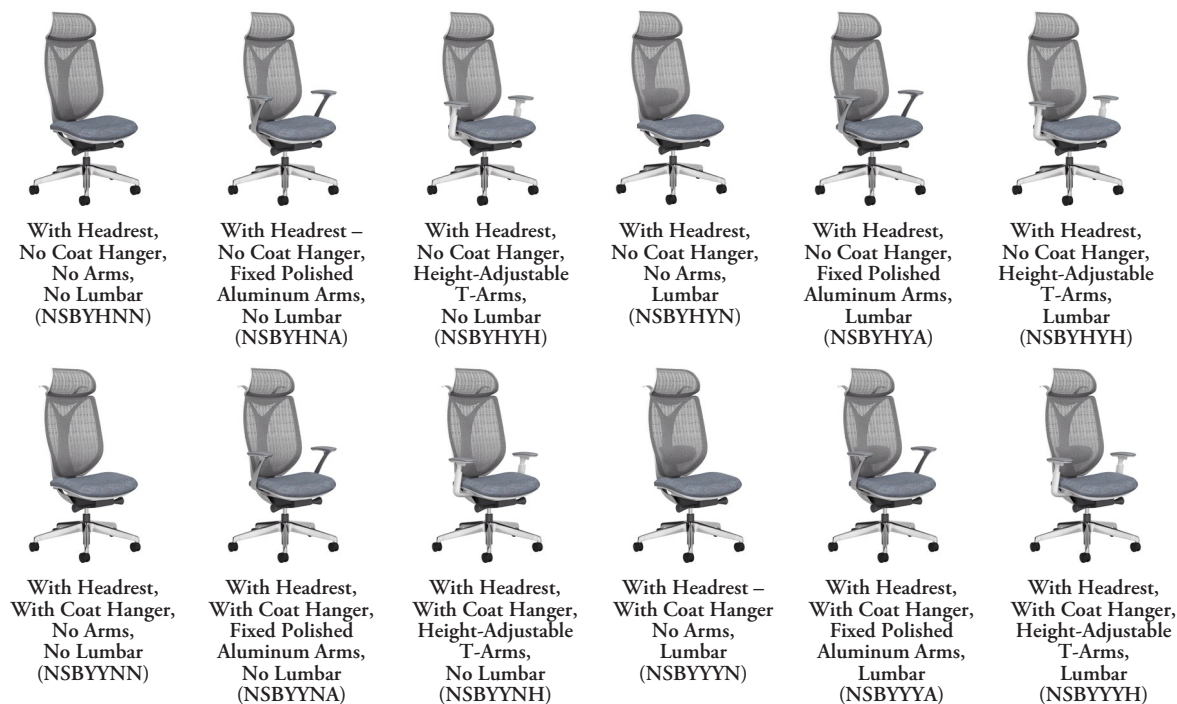 With Headrest,
No Coat Hanger,
No Arms,
No Lumbar
(NSBYHNN)
With Headrest –
No Coat Hanger,
Fixed Polished
Aluminum Arms,
No Lumbar
(NSBYHNA)
With Headrest,
No Coat Hanger,
Height-Adjustable
T-Arms,
No Lumbar
(NSBYHYH)
With Headrest,
No Coat Hanger,
No Arms,
Lumbar
(NSBYHYN)
With Headrest,
No Coat Hanger,
Fixed Polished
Aluminum Arms,
Lumbar
(NSBYHYA)
With Headrest,
No Coat Hanger,
Height-Adjustable
T-Arms,
Lumbar
(NSBYHYH)
With Headrest,
With Coat Hanger,
No Arms,
No Lumbar
(NSBYYNN)
With Headrest,
With Coat Hanger,
Fixed Polished
Aluminum Arms,
No Lumbar
(NSBYYNA)
With Headrest,
With Coat Hanger,
Height-Adjustable
T-Arms,
No Lumbar
(NSBYYNH)
With Headrest –
With Coat Hanger
No Arms,
Lumbar
(NSBYYYN)
With Headrest,
With Coat Hanger,
Fixed Polished
Aluminum Arms,
Lumbar
(NSBYYYA)
With Headrest,
With Coat Hanger,
Height-Adjustable
T-Arms,
Lumbar
(NSBYYYH)